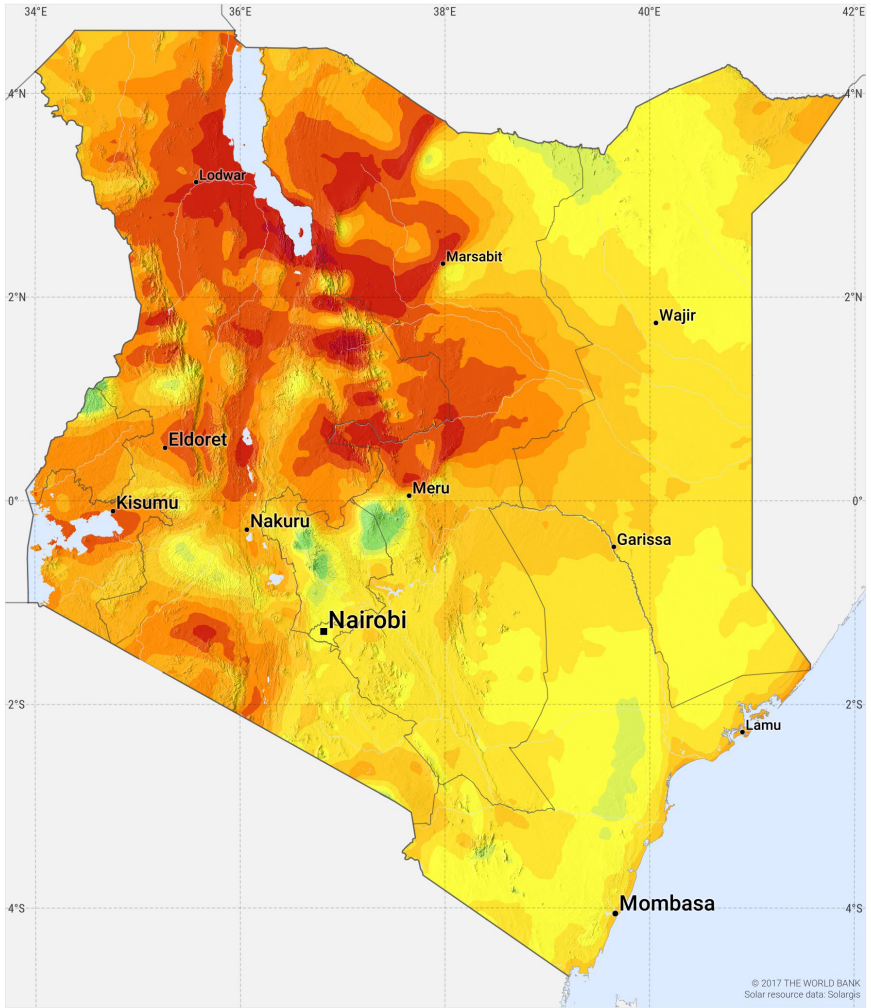 34°E 36°E 38°E 40°E 42°E
4°N 4°N
Lodwar
Marsabit
2°N 2°N
Wajir
Eldoret
Meru
0° 0°
Kisumu
Nakuru
Garissa
Nairobi
2°S 2°S
Lamu
4°S 4°S
Mombasa
© 2017 THE WORLD BANK
Solar resource data: Solargis